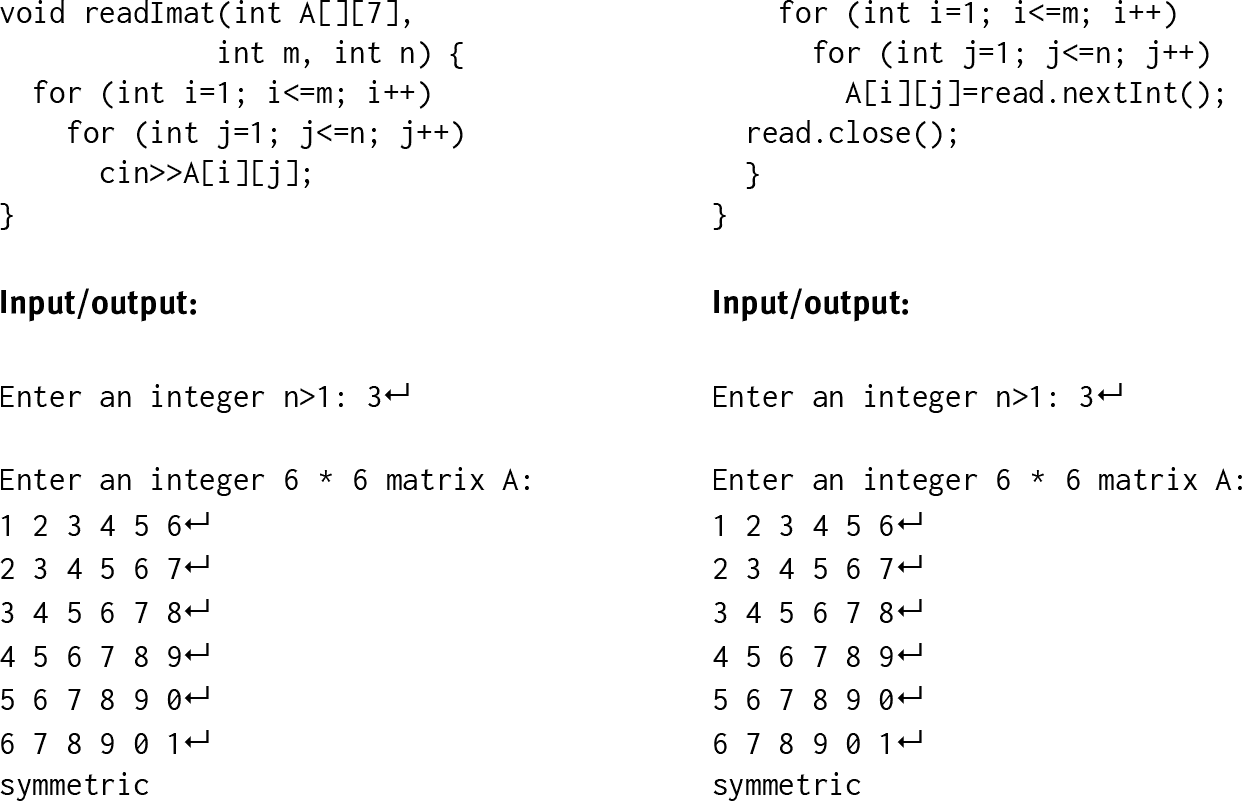 void readImat(int A[][7],
int m, int n) {
for (int i=1; i<=m; i++)
for (int j=1; j<=n; j++)
cin>>A[i][j];
}
Input/output:
Enter an integer n>1: 3↵
Enter an integer 6 * 6 matrix A:
1 2 3 4 5 6↵
2 3 4 5 6 7↵
3 4 5 6 7 8↵
4 5 6 7 8 9↵
5 6 7 8 9 0↵
6 7 8 9 0 1↵
symmetric
for (int i=1; i<=m; i++)
for (int j=1; j<=n; j++)
A[i][j]=read.nextInt();
read.close();
}
}
Input/output:
Enter an integer n>1: 3↵
Enter an integer 6 * 6 matrix A:
1 2 3 4 5 6↵
2 3 4 5 6 7↵
3 4 5 6 7 8↵
4 5 6 7 8 9↵
5 6 7 8 9 0↵
6 7 8 9 0 1↵
symmetric